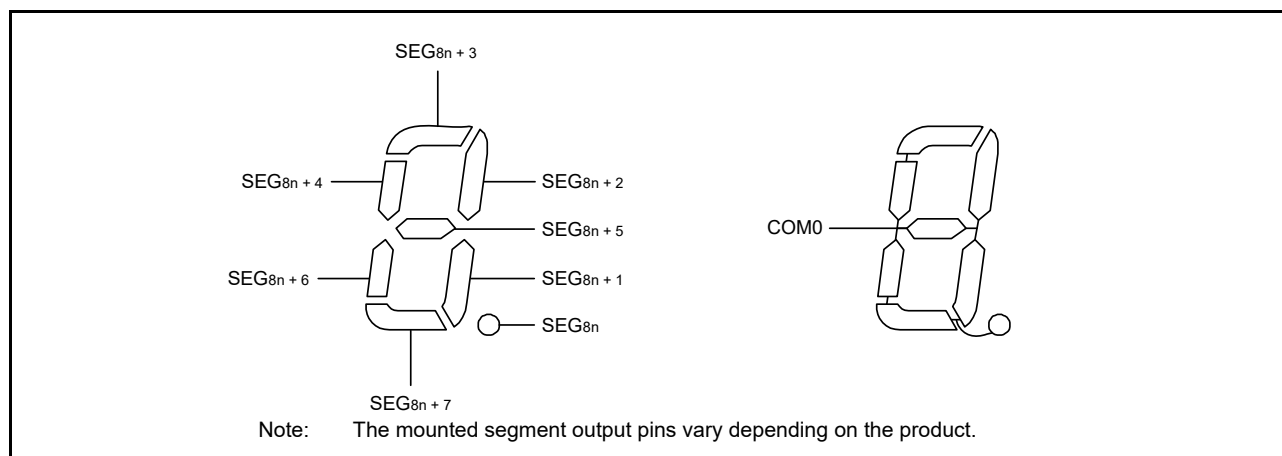 SEG8n + 3
SEG8n + 4
SEG8n + 2
COM0
SEG8n + 5
SEG8n + 6
SEG8n + 1
SEG8n
SEG8n + 7
Note: The mounted segment output pins vary depending on the product.